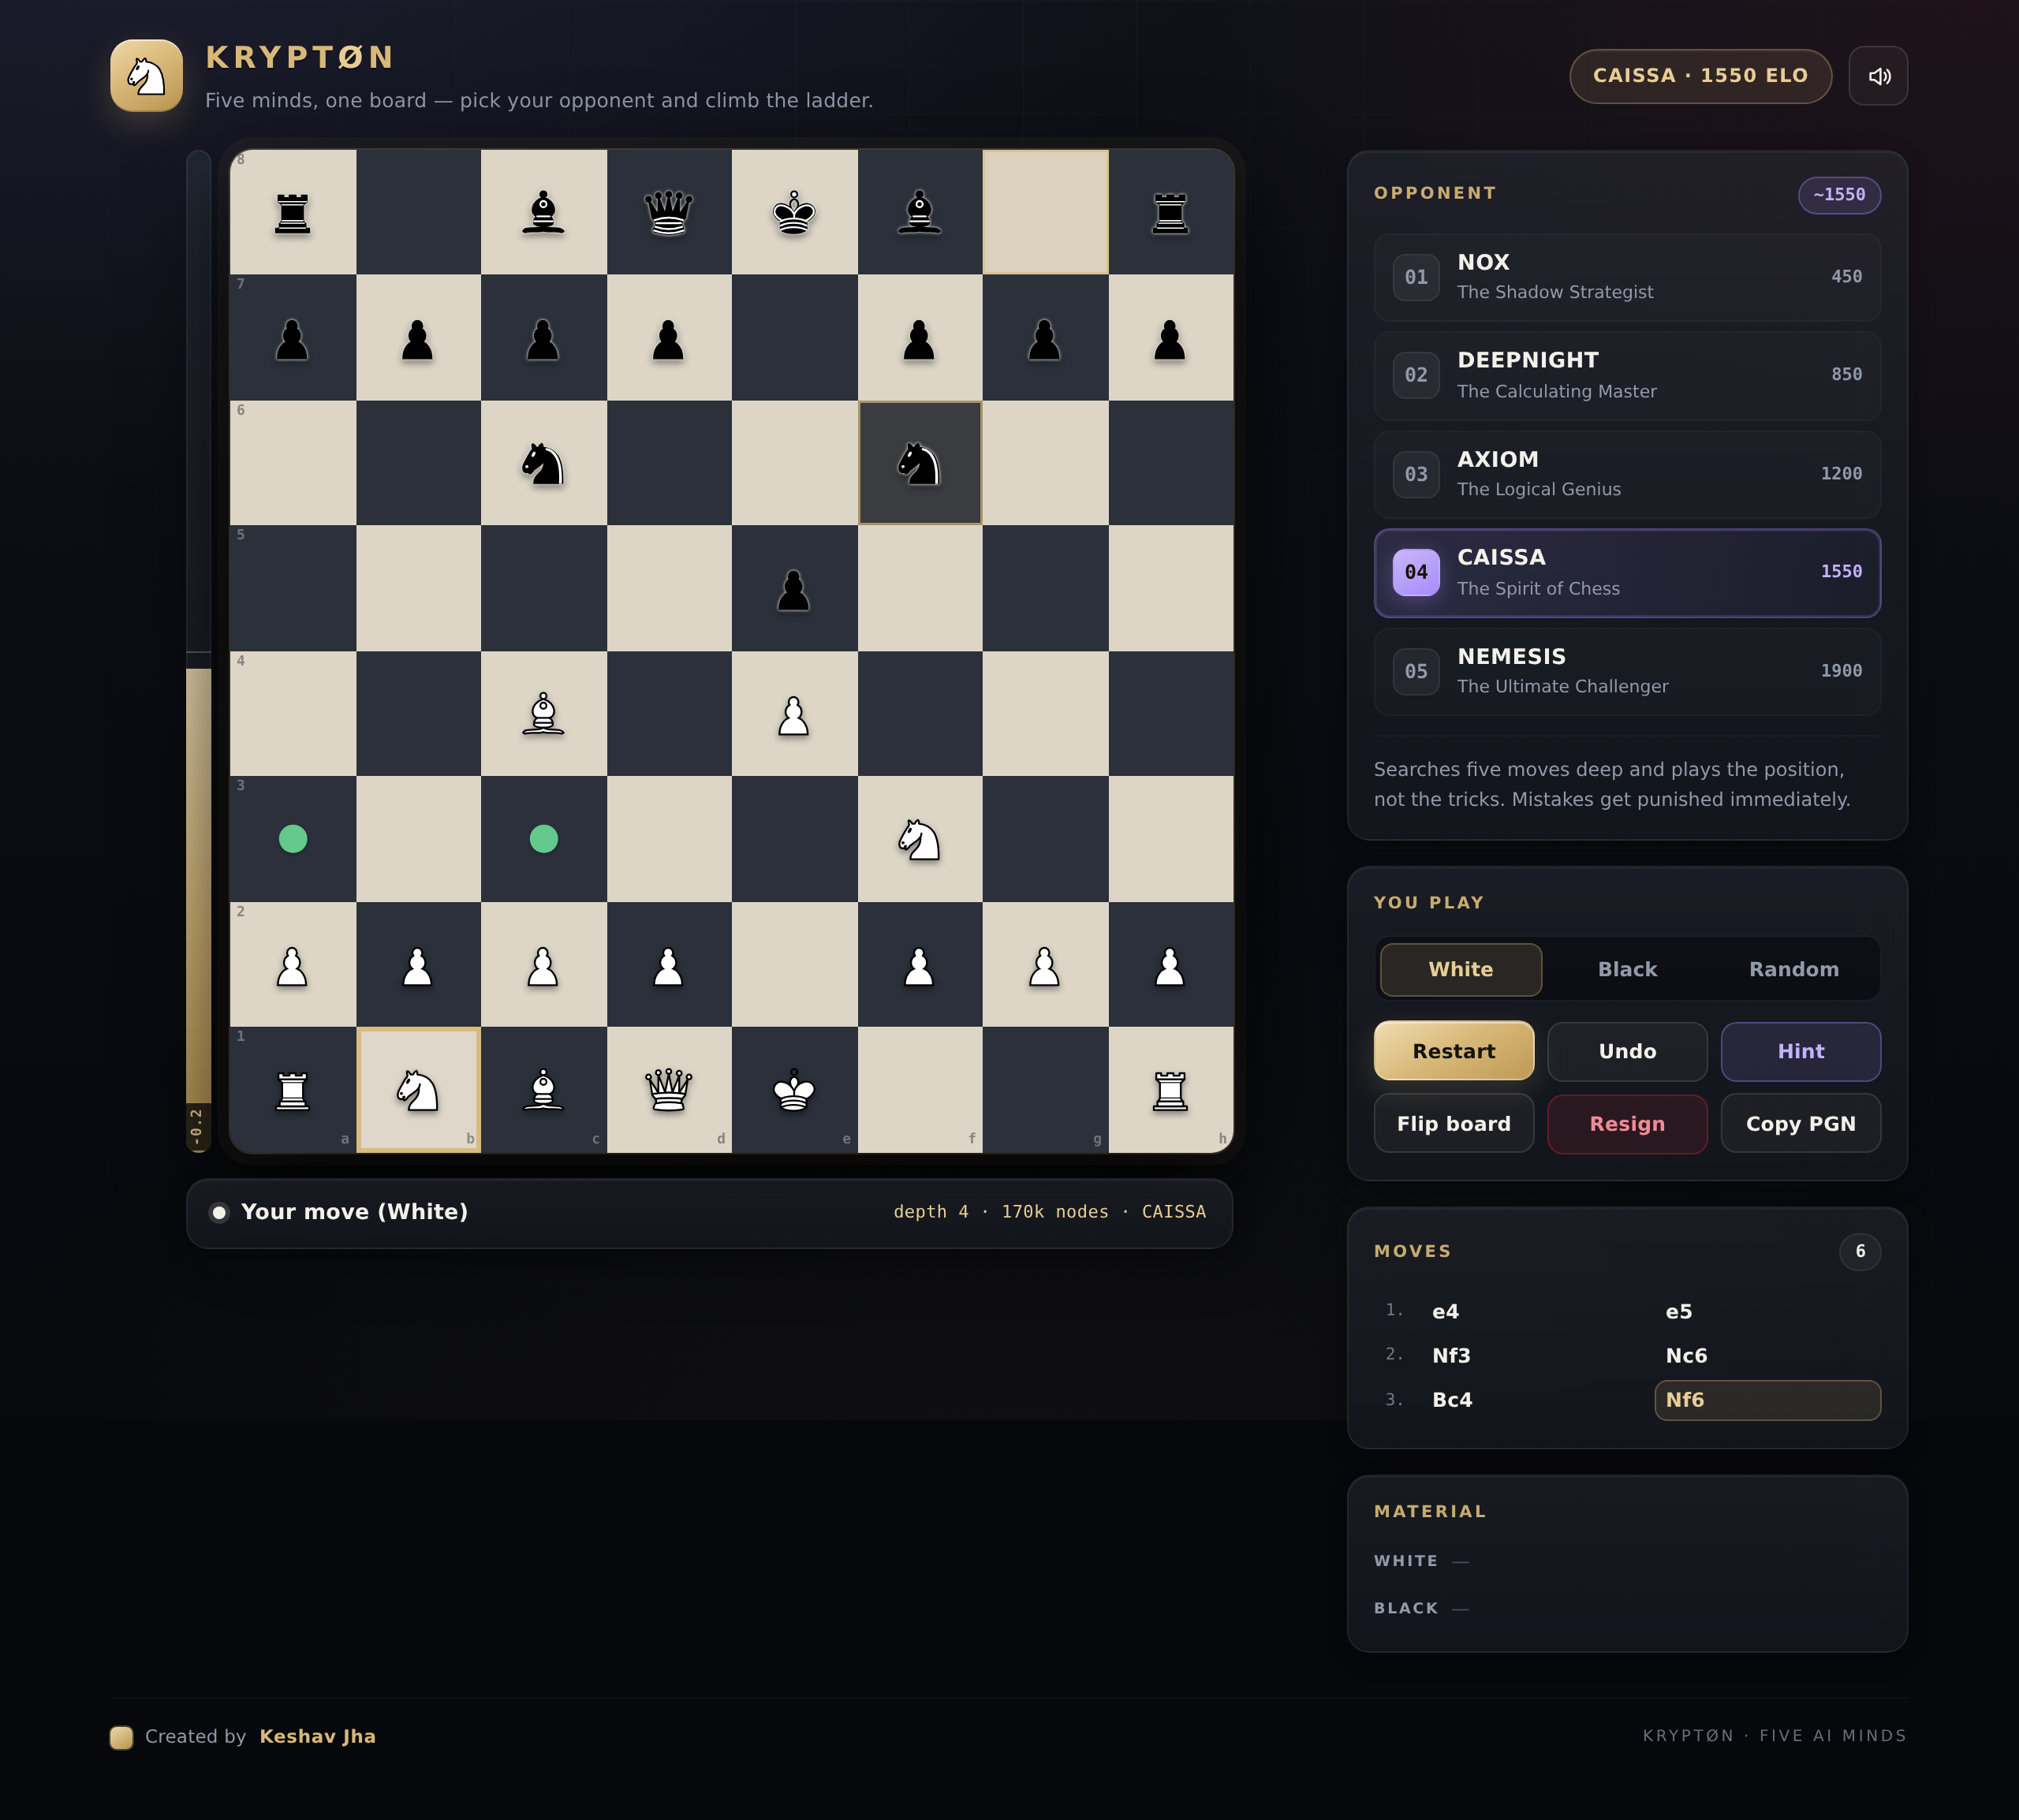 KRYPTØN
Five minds, one board — pick your opponent and climb the ladder.
CAISSA · 1550 ELO
8
7
6
5
4
3
2
1
a
b
c
d
e
f
g
h
-0.2
Your move (White)
depth 4 · 170k nodes · CAISSA
OPPONENT
~1550
01
NOX
The Shadow Strategist
450
02
DEEPNIGHT
The Calculating Master
850
03
AXIOM
The Logical Genius
1200
04
CAISSA
The Spirit of Chess
1550
05
NEMESIS
The Ultimate Challenger
1900
Searches five moves deep and plays the position,
not the tricks. Mistakes get punished immediately.
YOU PLAY
White
Black
Random
Restart
Undo
Hint
Flip board
Resign
Copy PGN
MOVES
6
1. e4 e5
2. Nf3 Nc6
3. Bc4 Nf6
MATERIAL
WHITE —
BLACK —
Created by Keshav Jha
KRYPTØN · FIVE AI MINDS